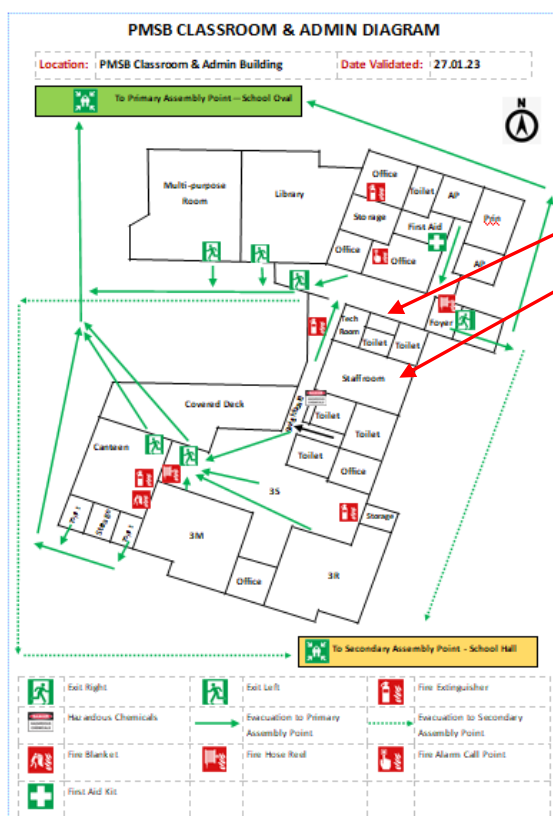 PMSB CLASSROOM & ADMIN DIAGRAM
Location: PMSB Classroom & Admin Building Date Validated: 27.01.23
To Primary Assembly Point – School Oval
N
Multi-purpose Room
Library
Office
Toilet
AP
Prin
Storage
First Aid
Office
Office
AP
Tech Room
Toilet
Toilet
Foyer
Staffroom
Covered Deck
Toilet
Toilet
Canteen
Toilet
Office
3S
Storage
Storage
3M
Office
3R
To Secondary Assembly Point - School Hall
Exit Right
Exit Left
Fire Extinguisher
Hazardous Chemicals
Evacuation to Primary Assembly Point
Evacuation to Secondary Assembly Point
Fire Blanket
Fire Hose Reel
Fire Alarm Call Point
First Aid Kit